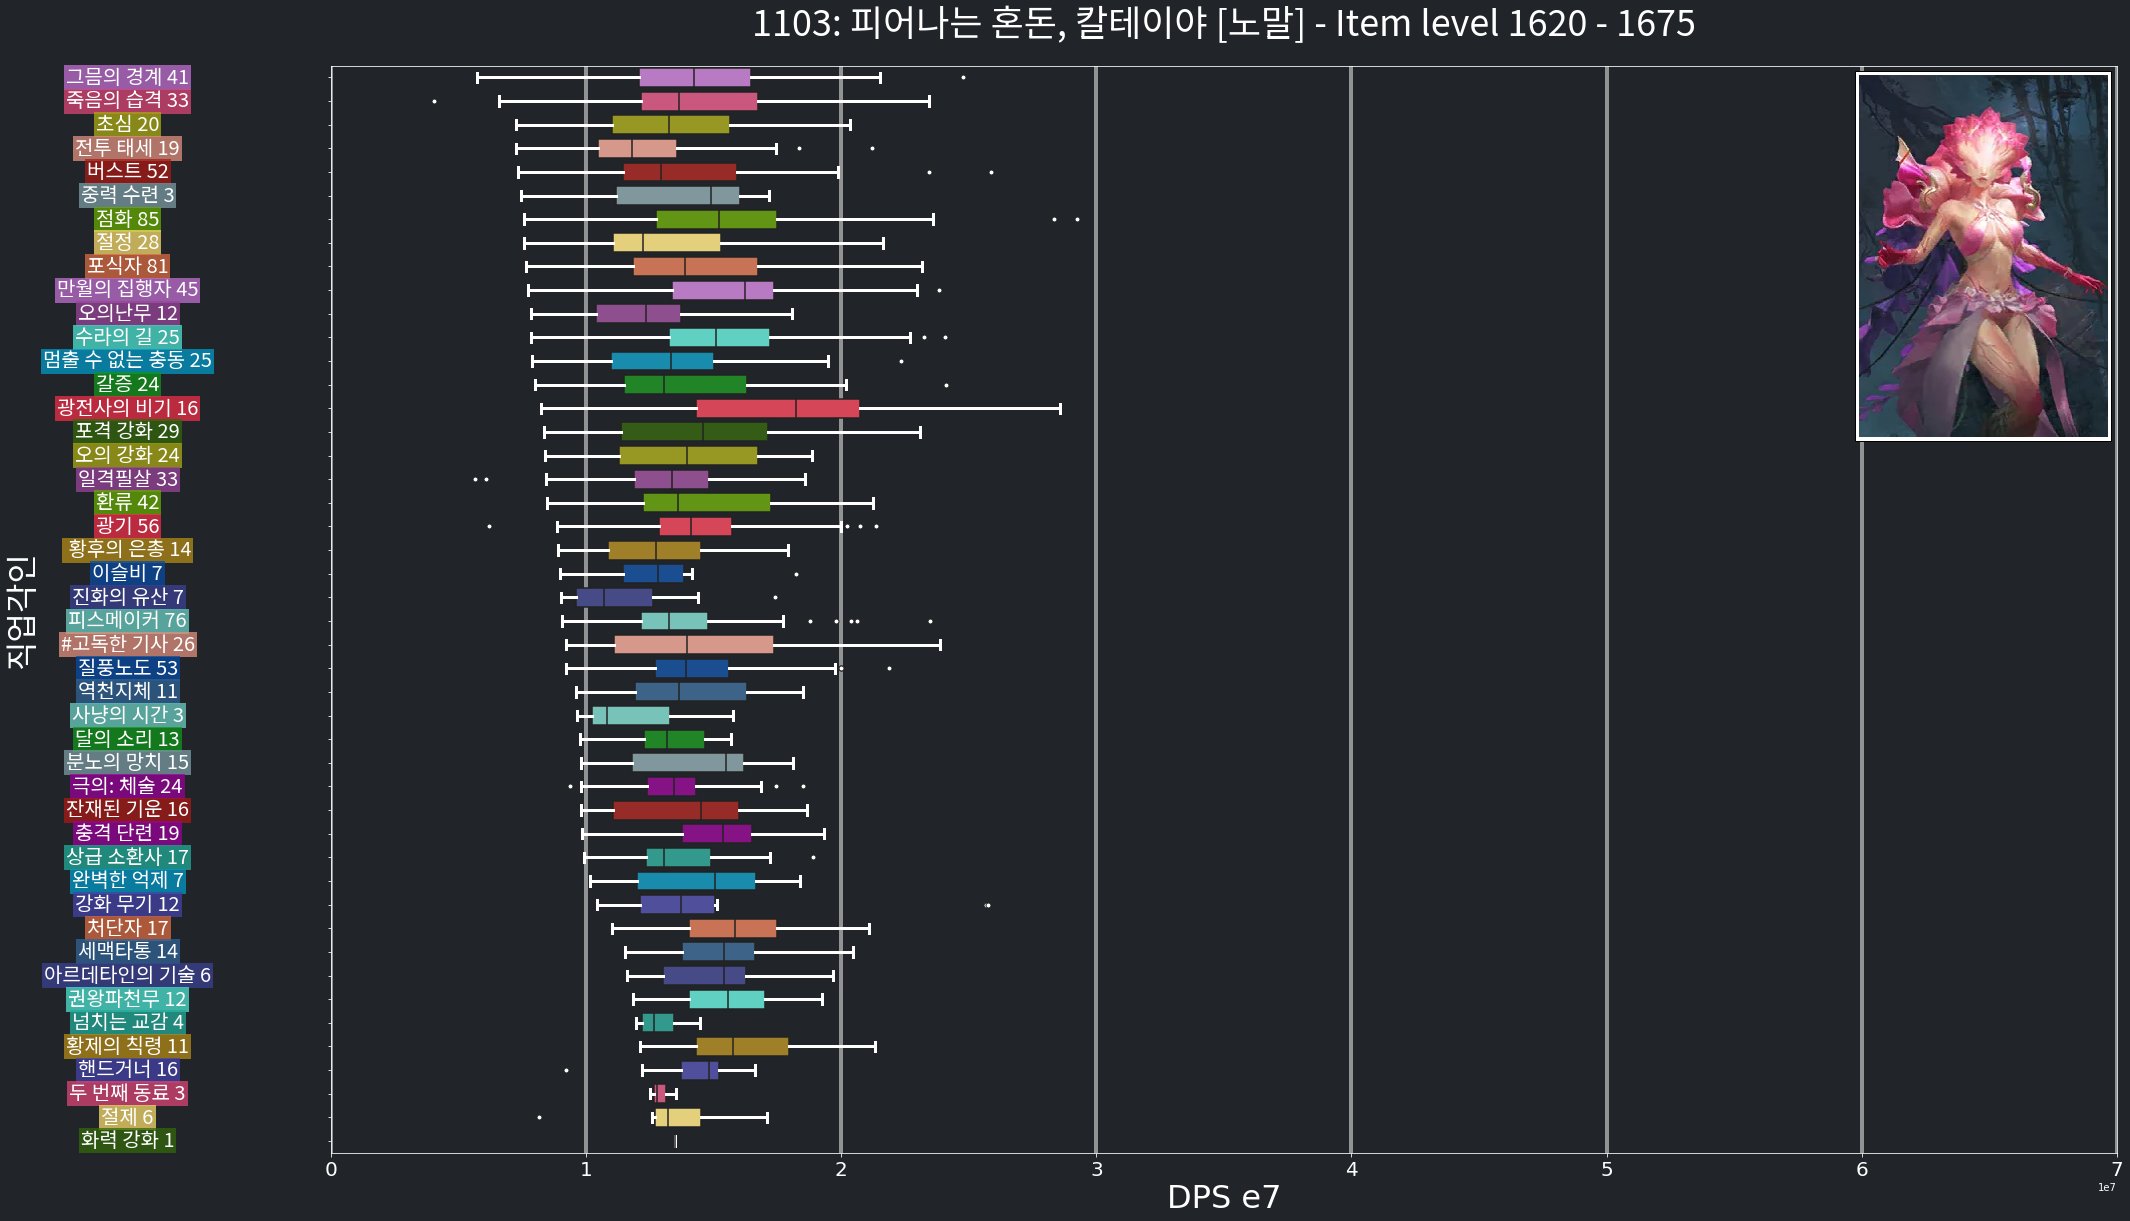 1103: 피어나는 혼돈, 칼테이야 [노말] - Item level 1620 - 1675
그믐의 경계 41
죽음의 습격 33
초심 20
전투 태세 19
버스트 52
중력 수련 3
점화 85
절정 28
포식자 81
만월의 집행자 45
오의난무 12
수라의 길 25
멈출 수 없는 충동 25
갈증 24
광전사의 비기 16
포격 강화 29
오의 강화 24
일격필살 33
환류 42
광기 56
황후의 은총 14
이슬비 7
진화의 유산 7
피스메이커 76
#고독한 기사 26
질풍노도 53
역천지체 11
사냥의 시간 3
달의 소리 13
분노의 망치 15
극의: 체술 24
잔재된 기운 16
충격 단련 19
상급 소환사 17
완벽한 억제 7
강화 무기 12
처단자 17
세맥타통 14
아르데타인의 기술 6
권왕파천무 12
넘치는 교감 4
황제의 칙령 11
핸드거너 16
두 번째 동료 3
절제 6
화력 강화 1
직업각인
0 1 2 3 4 5 6 7
1e7
DPS e7